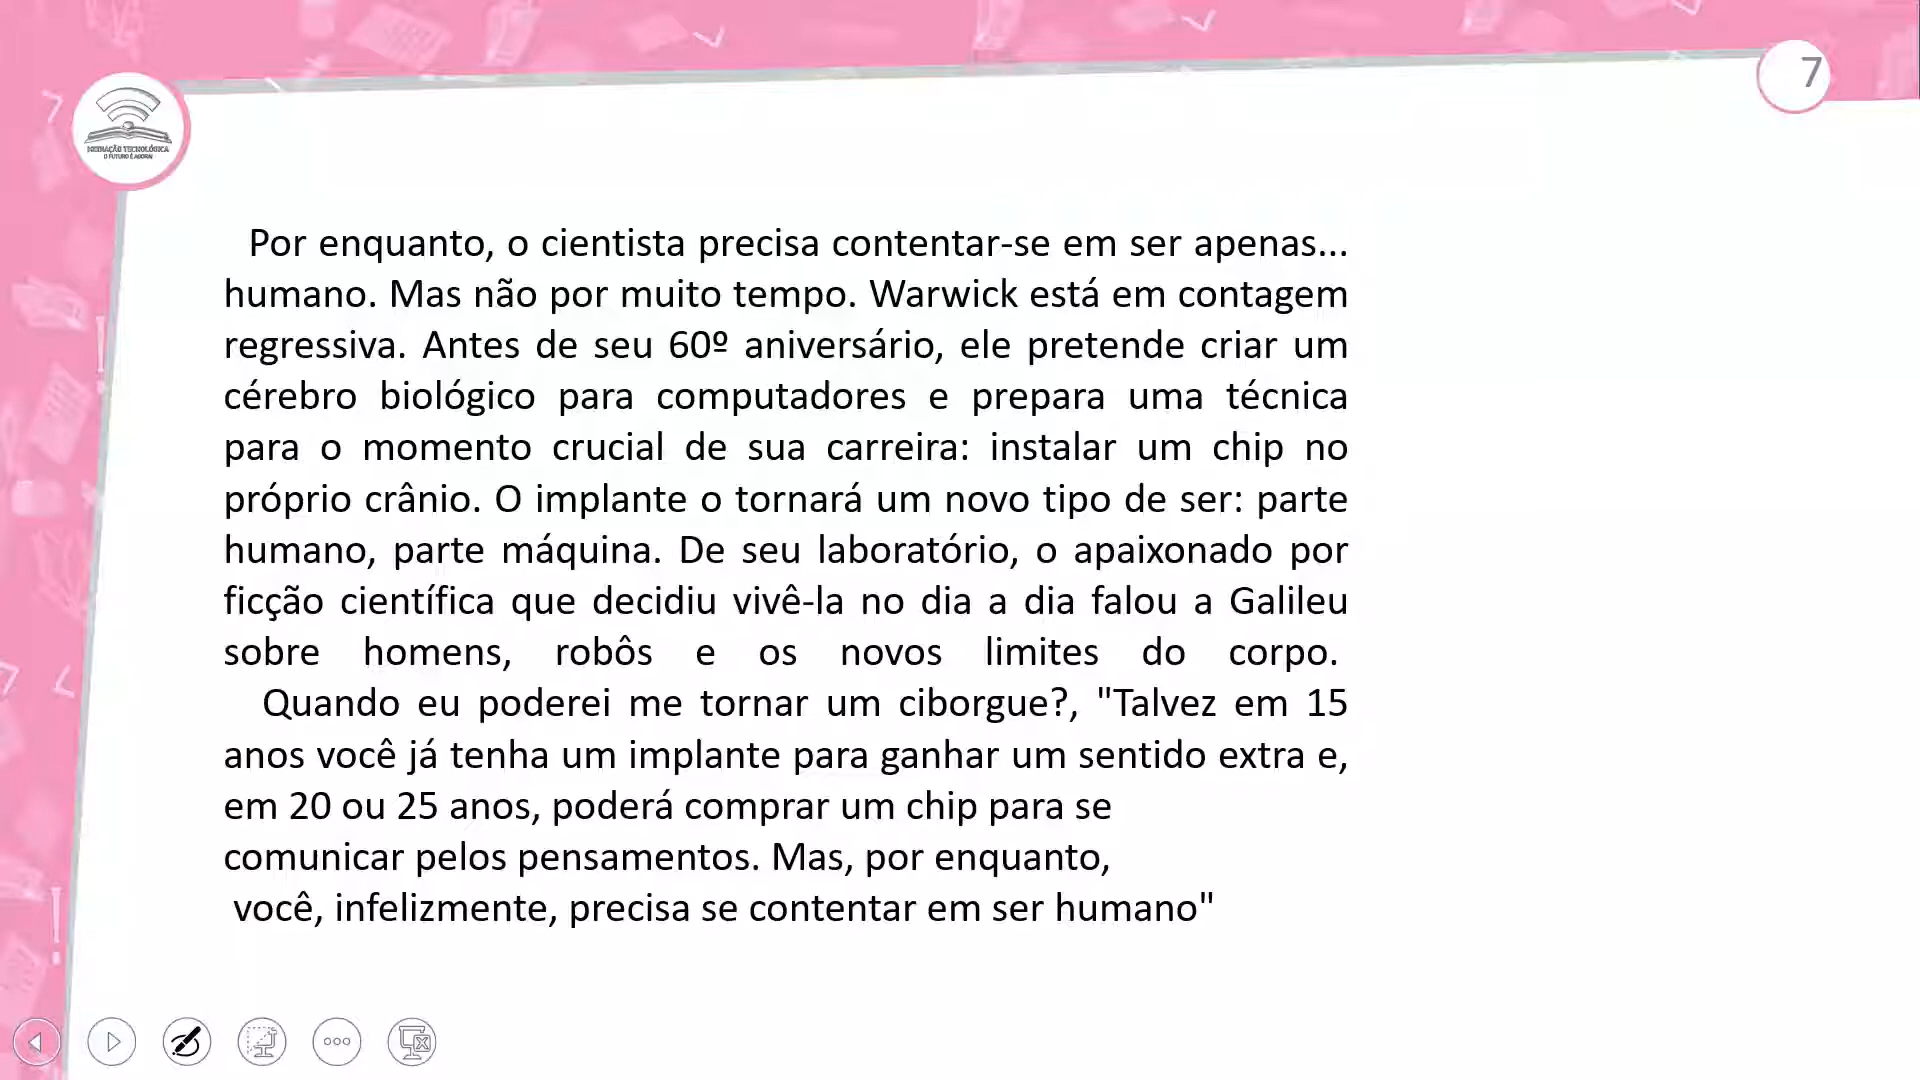 7
MEDIAÇÃO TECNOLÓGICA
O FUTURO É AGORA!
Por enquanto, o cientista precisa contentar-se em ser apenas...
humano. Mas não por muito tempo. Warwick está em contagem
regressiva. Antes de seu 60º aniversário, ele pretende criar um
cérebro biológico para computadores e prepara uma técnica
para o momento crucial de sua carreira: instalar um chip no
próprio crânio. O implante o tornará um novo tipo de ser: parte
humano, parte máquina. De seu laboratório, o apaixonado por
ficção científica que decidiu vivê-la no dia a dia falou a Galileu
sobre homens, robôs e os novos limites do corpo.
Quando eu poderei me tornar um ciborgue?, "Talvez em 15
anos você já tenha um implante para ganhar um sentido extra e,
em 20 ou 25 anos, poderá comprar um chip para se
comunicar pelos pensamentos. Mas, por enquanto,
você, infelizmente, precisa se contentar em ser humano"